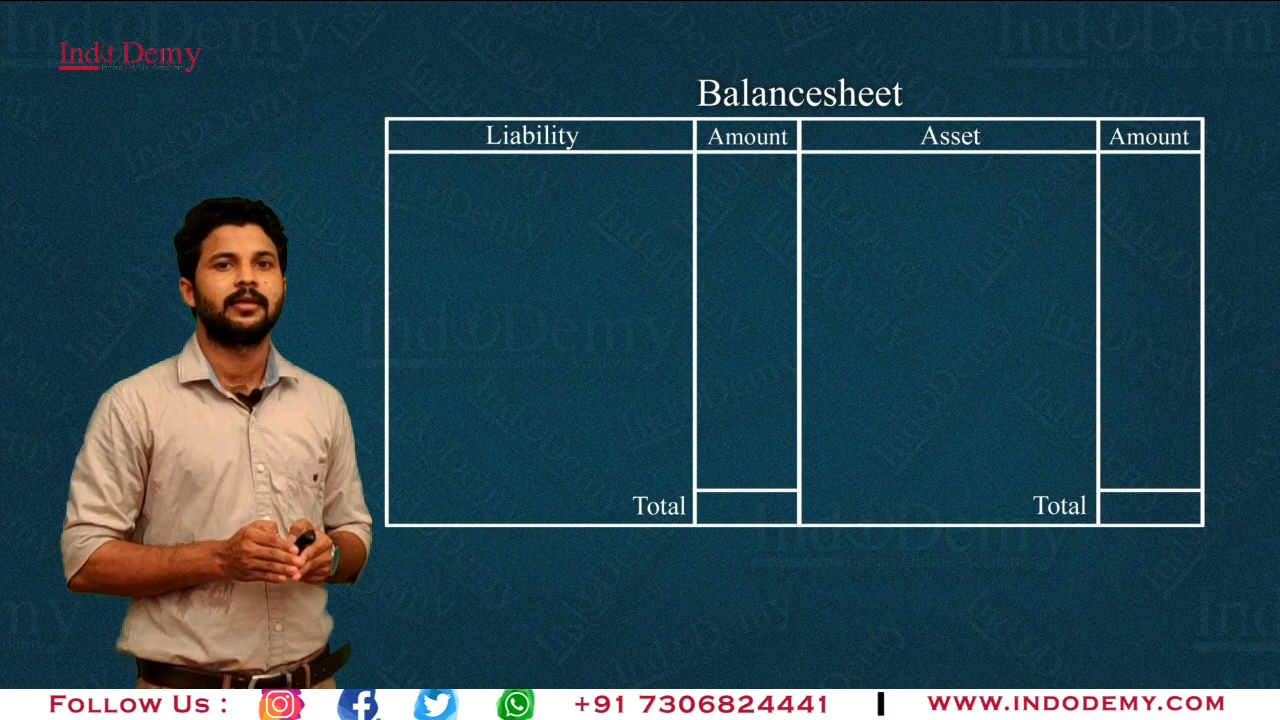 IndoDemy
Balancesheet
Liability Amount Asset Amount
Total Total
Follow Us : +91 7306824441 | www.indodemy.com